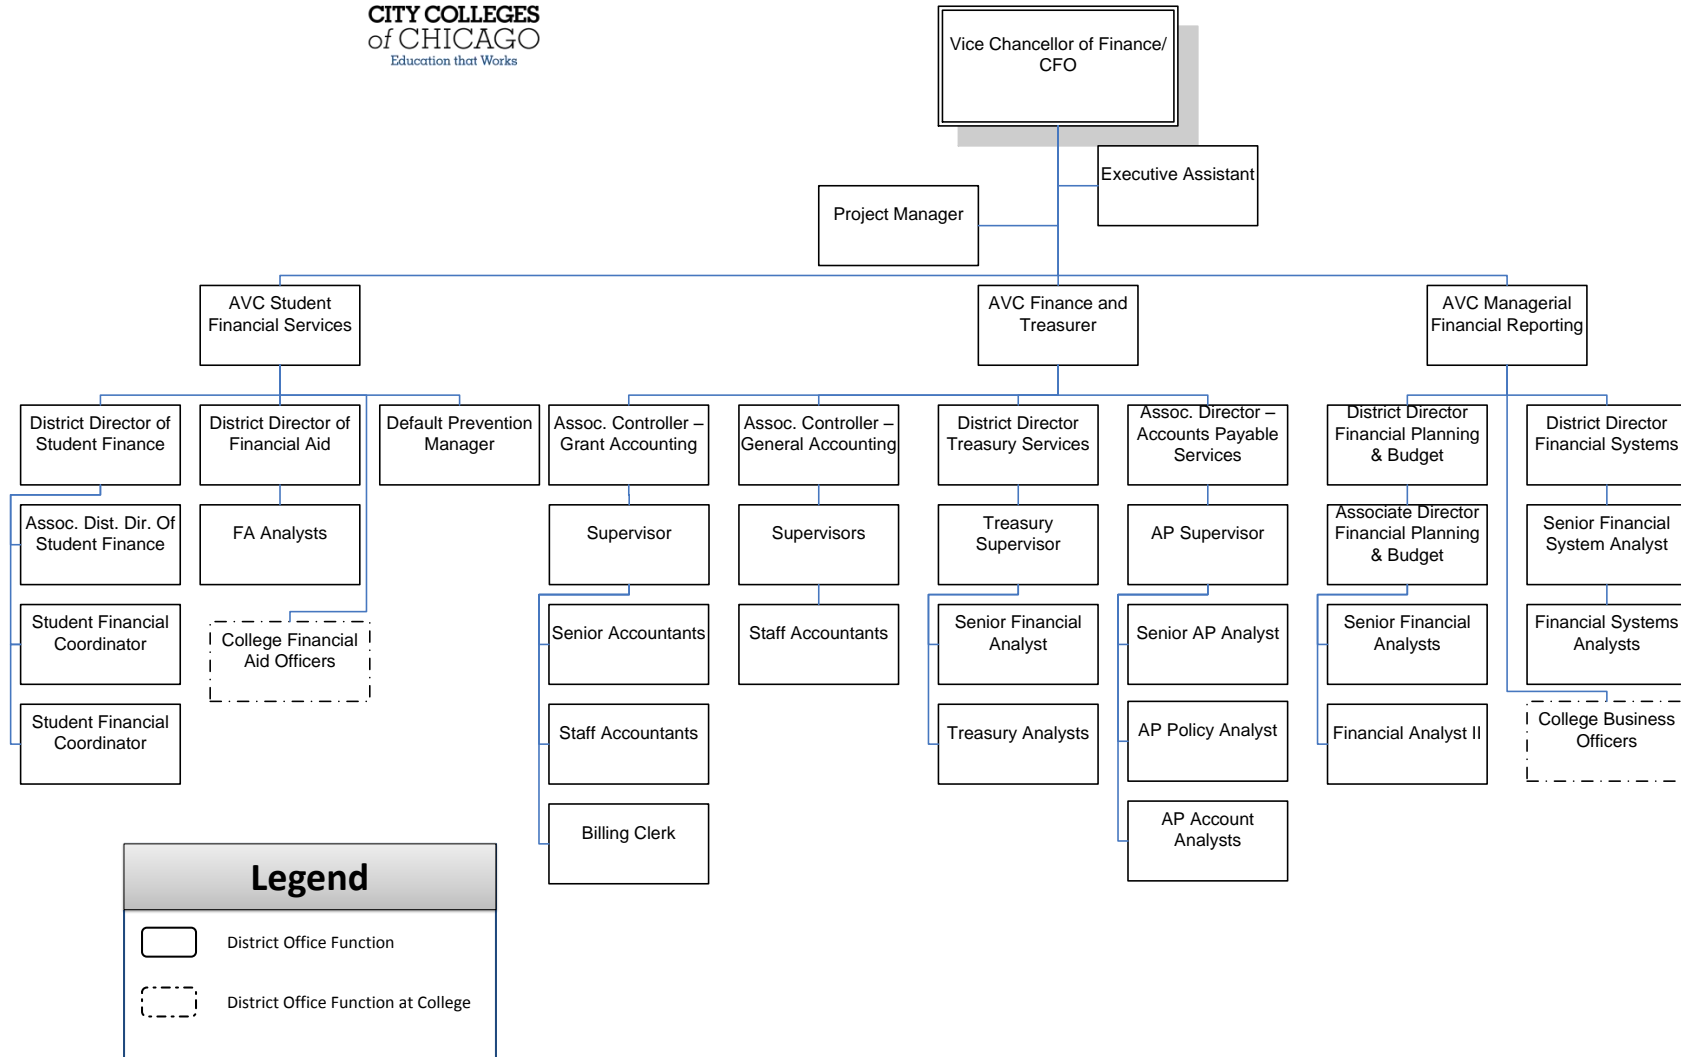 CITY COLLEGES
of CHICAGO
Education that Works
Vice Chancellor of Finance/
CFO
Executive Assistant
Project Manager
AVC Student
Financial Services
AVC Finance and
Treasurer
AVC Managerial
Financial Reporting
District Director of
Student Finance
District Director of
Financial Aid
Default Prevention
Manager
Assoc. Controller –
Grant Accounting
Assoc. Controller –
General Accounting
District Director
Treasury Services
Assoc. Director –
Accounts Payable
Services
District Director
Financial Planning
& Budget
District Director
Financial Systems
Assoc. Dist. Dir. Of
Student Finance
FA Analysts
Supervisor
Supervisors
Treasury
Supervisor
AP Supervisor
Associate Director
Financial Planning
& Budget
Senior Financial
System Analyst
Student Financial
Coordinator
College Financial
Aid Officers
Senior Accountants
Staff Accountants
Senior Financial
Analyst
Senior AP Analyst
Senior Financial
Analysts
Financial Systems
Analysts
Student Financial
Coordinator
Staff Accountants
Treasury Analysts
AP Policy Analyst
Financial Analyst II
College Business
Officers
Billing Clerk
AP Account
Analysts
Legend
District Office Function
District Office Function at College